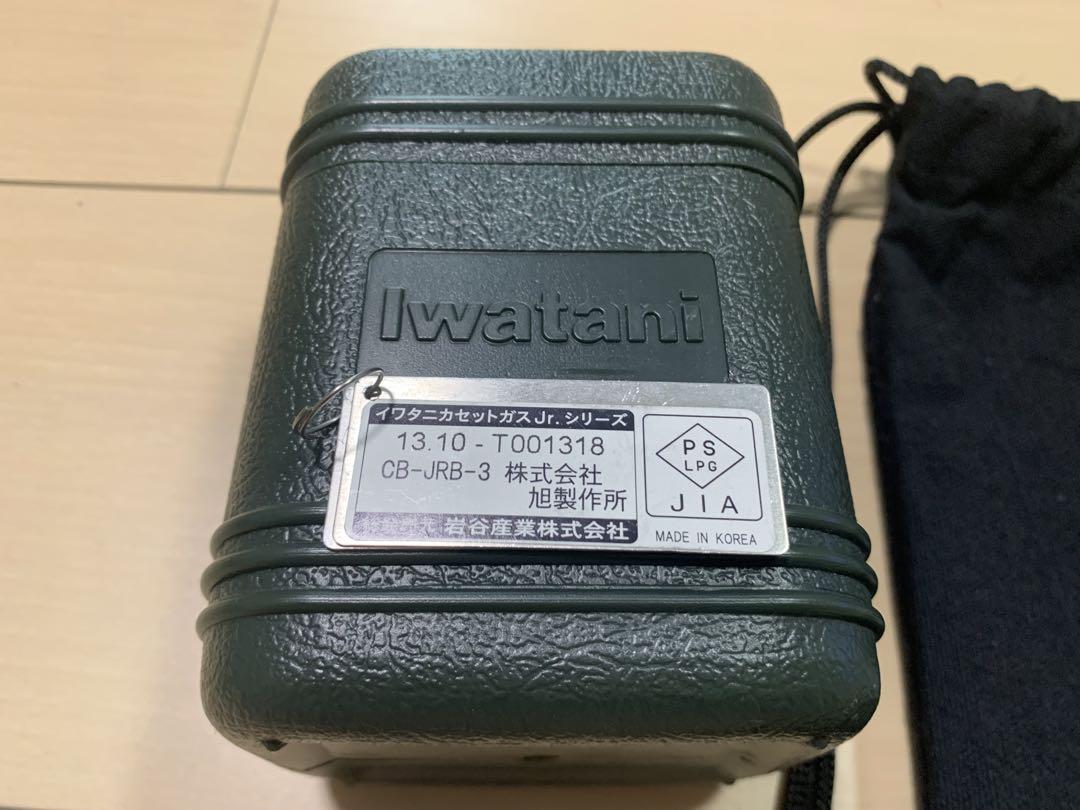 Iwatani
イワタニカセットガスJr.シリーズ
13.10 - T001318
CB-JRB-3 株式会社
旭製作所
岩谷産業株式会社
PS
LPG
JIA
MADE IN KOREA